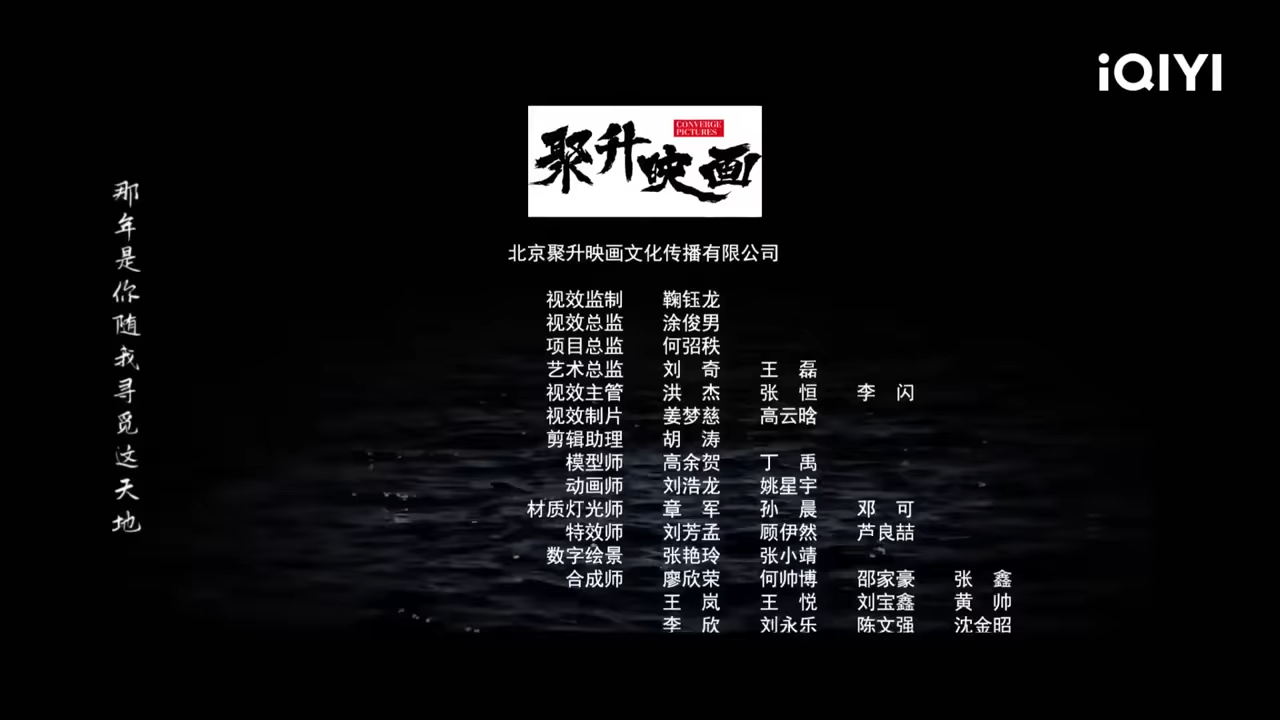 iQIYI
聚升映画
CONVERGE
PICTURES
那年是你随我寻觅这天地
北京聚升映画文化传播有限公司
视效监制 鞠钰龙
视效总监 涂俊男
项目总监 何弨秩
艺术总监 刘 奇 王 磊
视效主管 洪 杰 张 恒 李 闪
视效制片 姜梦慈 高云晗
剪辑助理 胡 涛
模型师 高余贺 丁 禹
动画师 刘浩龙 姚星宇
材质灯光师 章 军 孙 晨 邓 可
特效师 刘芳孟 顾伊然 芦良喆
数字绘景 张艳玲 张小靖
合成师 廖欣荣 何帅博 邵家豪 张 鑫
王 岚 王 悦 刘宝鑫 黄 帅
李 欣 刘永乐 陈文强 沈金昭